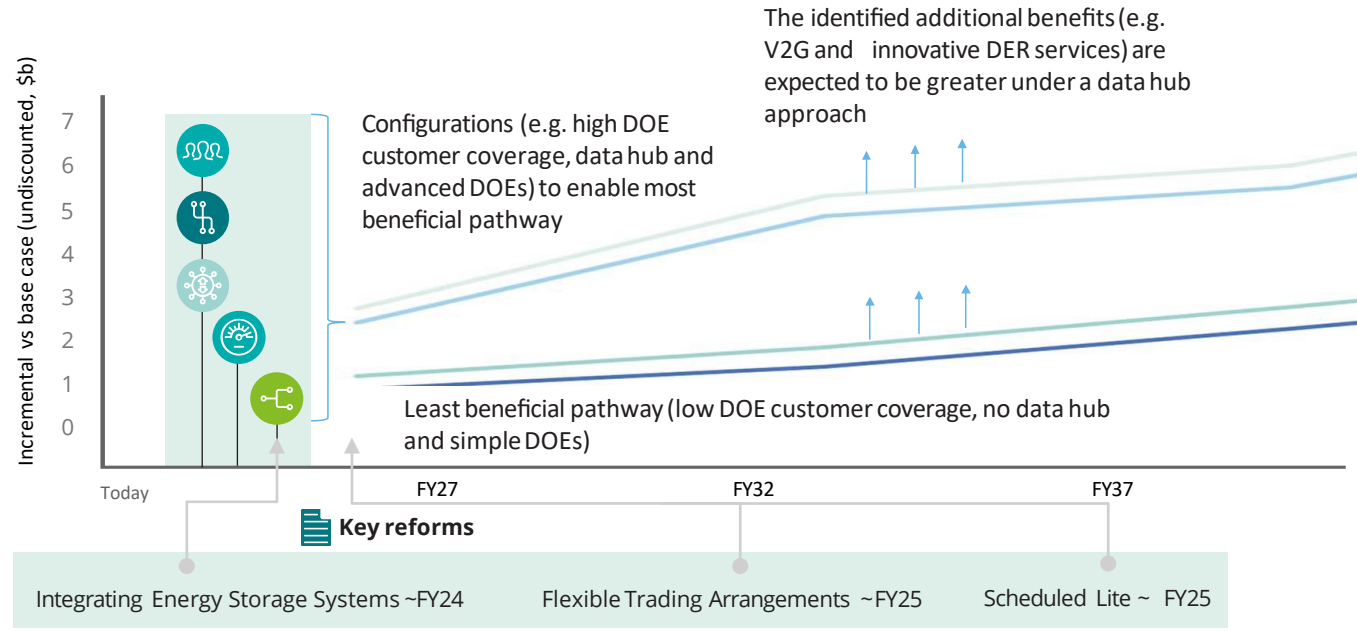 The identified additional benefits (e.g.
V2G and innovative DER services) are
expected to be greater under a data hub
approach
Incremental vs base case (undiscounted, $b)
7
6
5
4
3
2
1
0
Configurations (e.g. high DOE
customer coverage, data hub and
advanced DOEs) to enable most
beneficial pathway
Least beneficial pathway (low DOE customer coverage, no data hub
and simple DOEs)
Today
FY27
FY32
FY37
Key reforms
Integrating Energy Storage Systems ~FY24
Flexible Trading Arrangements ~FY25
Scheduled Lite ~ FY25